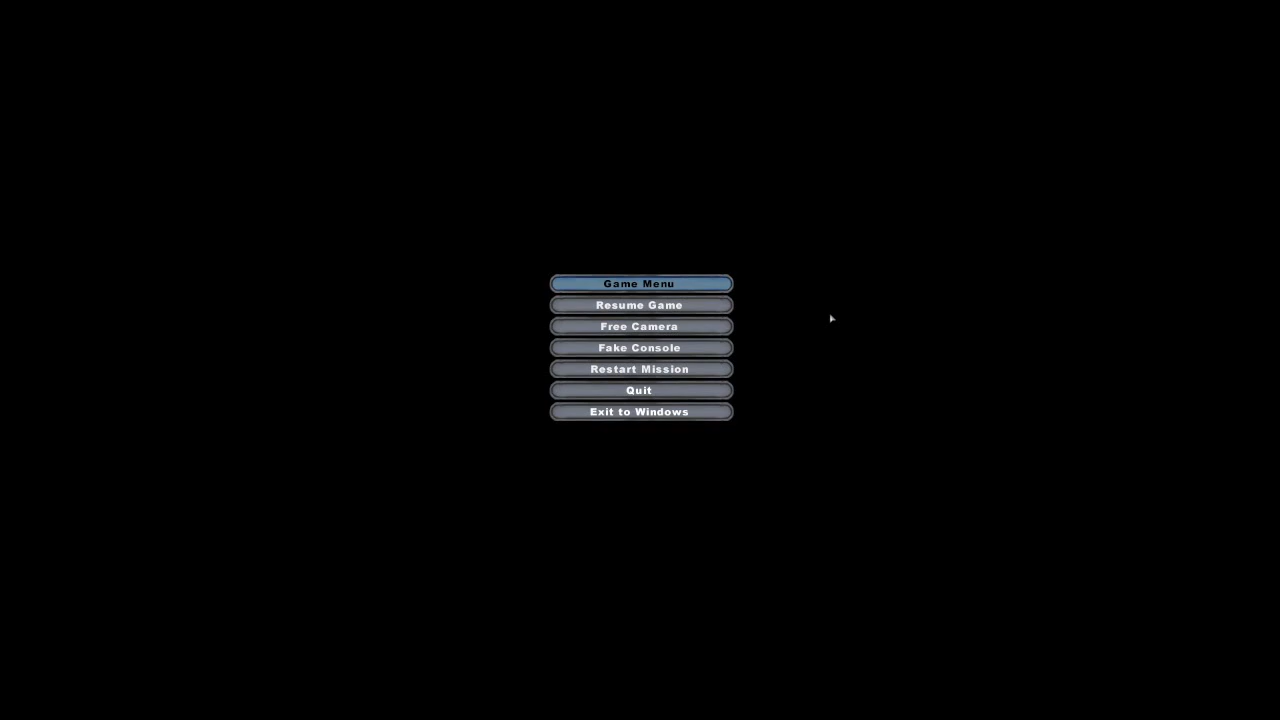 Game Menu
Resume Game
Free Camera
Fake Console
Restart Mission
Quit
Exit to Windows